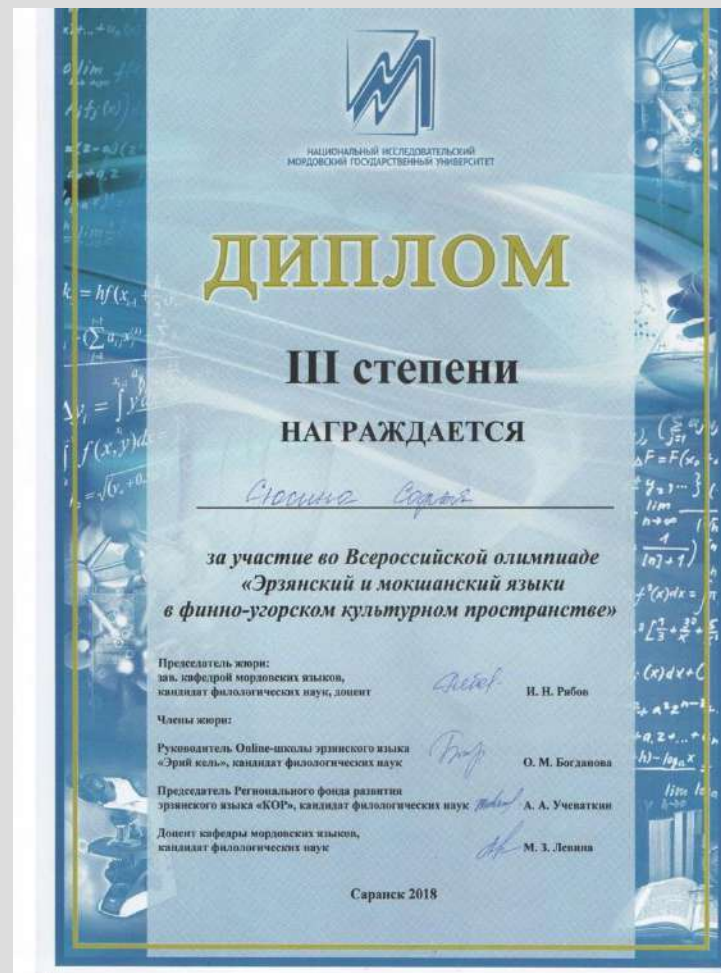 НАЦИОНАЛЬНЫЙ ИССЛЕДОВАТЕЛЬСКИЙ
МОРДОВСКИЙ ГОСУДАРСТВЕННЫЙ УНИВЕРСИТЕТ
ДИПЛОМ
III степени
НАГРАЖДАЕТСЯ
Сюсина Софья
за участие во Всероссийской олимпиаде
«Эрзянский и мокшанский языки
в финно-угорском культурном пространстве»
Председатель жюри:
зав. кафедрой мордовских языков,
кандидат филологических наук, доцент И. Н. Рябов
Члены жюри:
Руководитель Online-школы эрзянского языка
«Эрий кель», кандидат филологических наук О. М. Богданова
Председатель Регионального фонда развития
эрзянского языка «КОР», кандидат филологических наук А. А. Учеваткин
Доцент кафедры мордовских языков,
кандидат филологических наук М. З. Левина
Саранск 2018